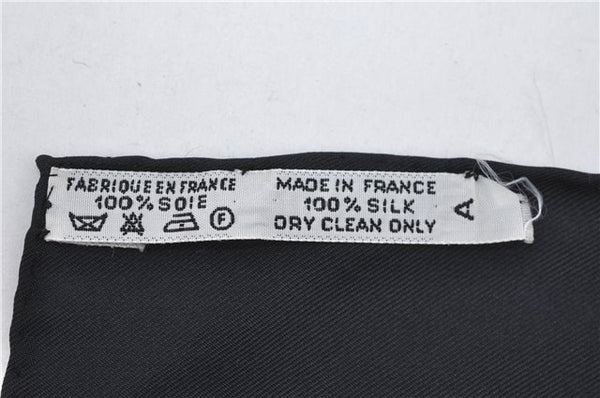 FABRIQUE EN FRANCE
100% SOIE
F
MADE IN FRANCE
100% SILK
DRY CLEAN ONLY
A